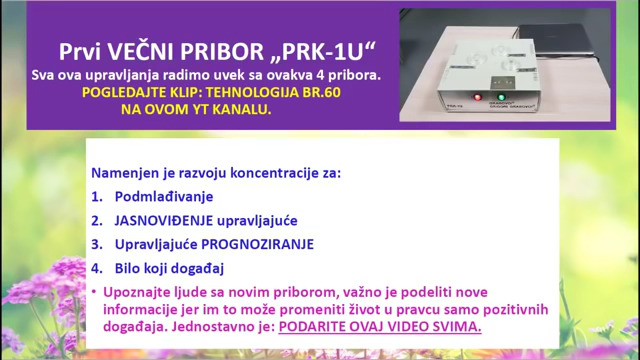 Prvi VEČNI PRIBOR „PRK-1U“
Sva ova upravljanja radimo uvek sa ovakva 4 pribora.
POGLEDAJTE KLIP: TEHNOLOGIJA BR.60
NA OVOM YT KANALU.
Namenjen je razvoju koncentracije za:
1. Podmlađivanje
2. JASNOVIĐENJE upravljajuće
3. Upravljajuće PROGNOZIRANJE
4. Bilo koji događaj
• Upoznajte ljude sa novim priborom, važno je podeliti nove
informacije jer im to može promeniti život u pravcu samo pozitivnih
događaja. Jednostavno je: PODARITE OVAJ VIDEO SVIMA.